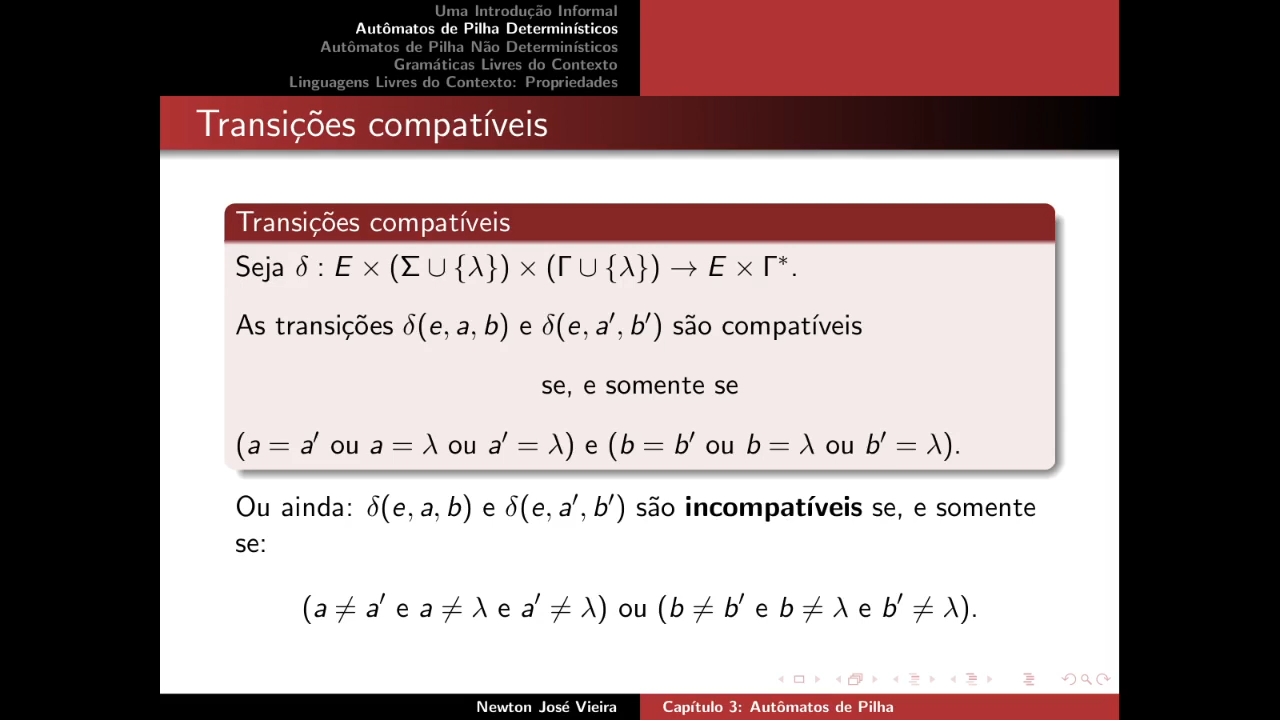 Uma Introdução Informal
Autômatos de Pilha Determinísticos
Autômatos de Pilha Não Determinísticos
Gramáticas Livres do Contexto
Linguagens Livres do Contexto: Propriedades
Transições compatíveis
Transições compatíveis
Seja δ : E × (Σ ∪ {λ}) × (Γ ∪ {λ}) → E × Γ*.
As transições δ(e, a, b) e δ(e, a′, b′) são compatíveis
se, e somente se
(a = a′ ou a = λ ou a′ = λ) e (b = b′ ou b = λ ou b′ = λ).
Ou ainda: δ(e, a, b) e δ(e, a′, b′) são incompatíveis se, e somente
se:
(a ≠ a′ e a ≠ λ e a′ ≠ λ) ou (b ≠ b′ e b ≠ λ e b′ ≠ λ).
Newton José Vieira
Capítulo 3: Autômatos de Pilha